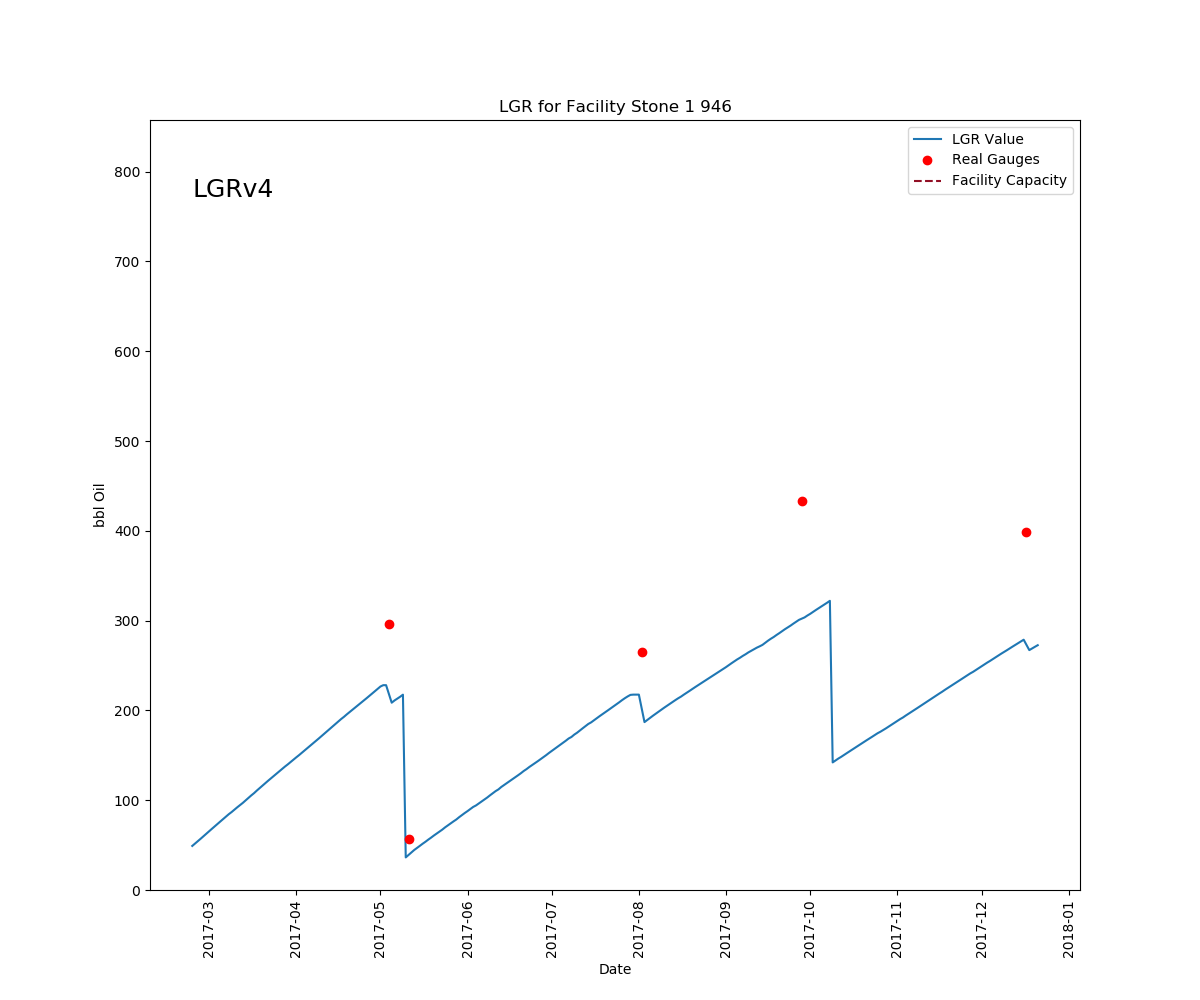 LGR for Facility Stone 1 946
LGRv4
LGR Value
Real Gauges
Facility Capacity
800
700
600
500
400
300
200
100
0
bbl Oil
2017-03
2017-04
2017-05
2017-06
2017-07
2017-08
2017-09
2017-10
2017-11
2017-12
2018-01
Date